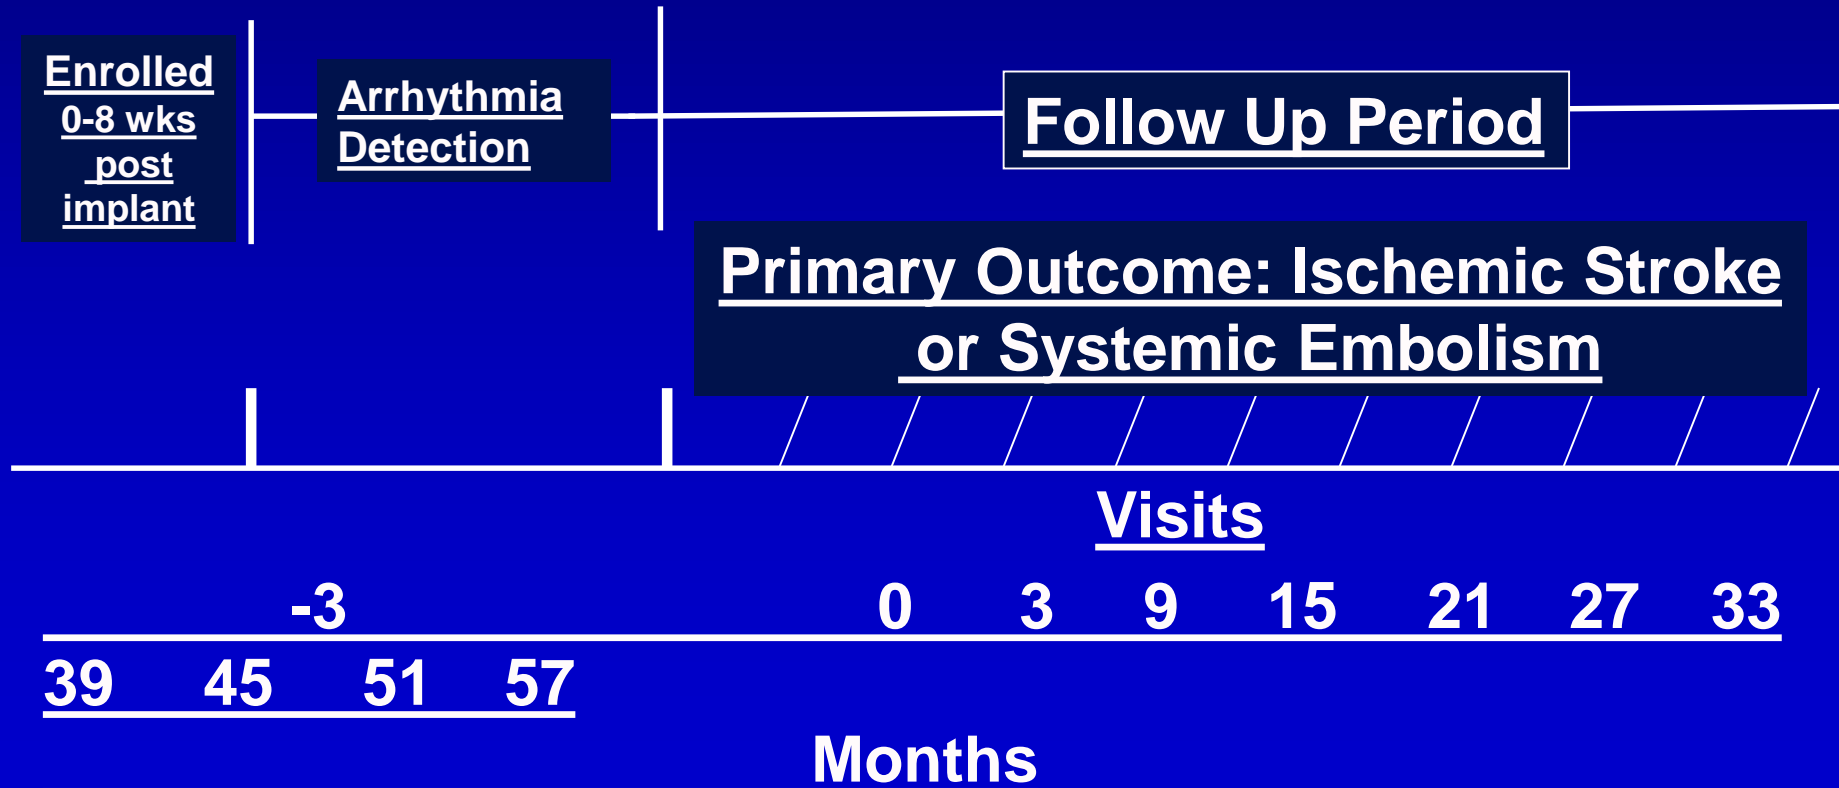 Enrolled
0-8 wks
post
implant
Arrhythmia
Detection
Follow Up Period
Primary Outcome: Ischemic Stroke
or Systemic Embolism
Visits
-3 0 3 9 15 21 27 33
39 45 51 57
Months